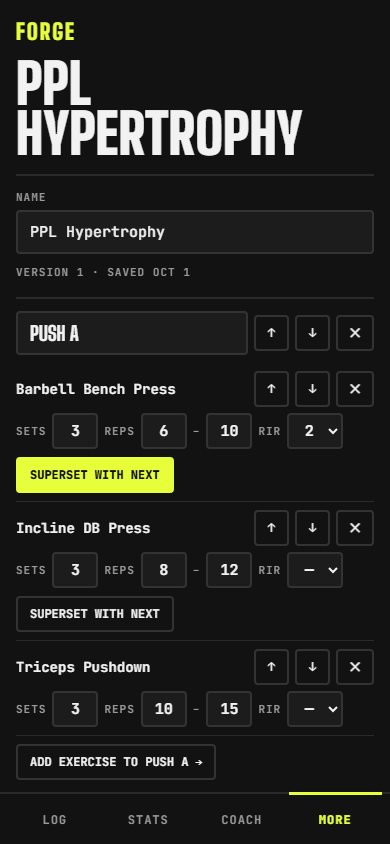 FORGE
PPL
HYPERTROPHY
NAME
PPL Hypertrophy
VERSION 1 · SAVED OCT 1
PUSH A ↑ ↓ ✕
Barbell Bench Press ↑ ↓ ✕
SETS 3 REPS 6 – 10 RIR 2
SUPERSET WITH NEXT
Incline DB Press ↑ ↓ ✕
SETS 3 REPS 8 – 12 RIR —
SUPERSET WITH NEXT
Triceps Pushdown ↑ ↓ ✕
SETS 3 REPS 10 – 15 RIR —
ADD EXERCISE TO PUSH A →
LOG STATS COACH MORE